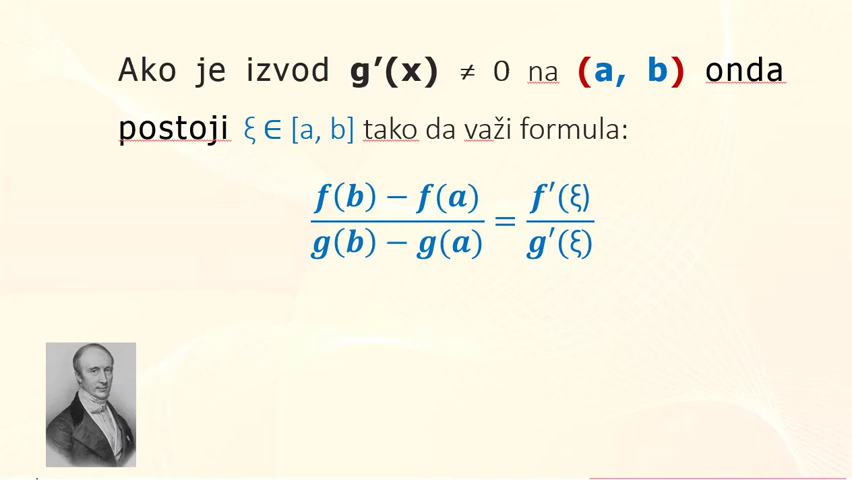 Ako je izvod g’(x) ≠ 0 na (a, b) onda
postoji ξ ∈ [a, b] tako da važi formula:
f(b) − f(a) / g(b) − g(a) = f′(ξ) / g′(ξ)